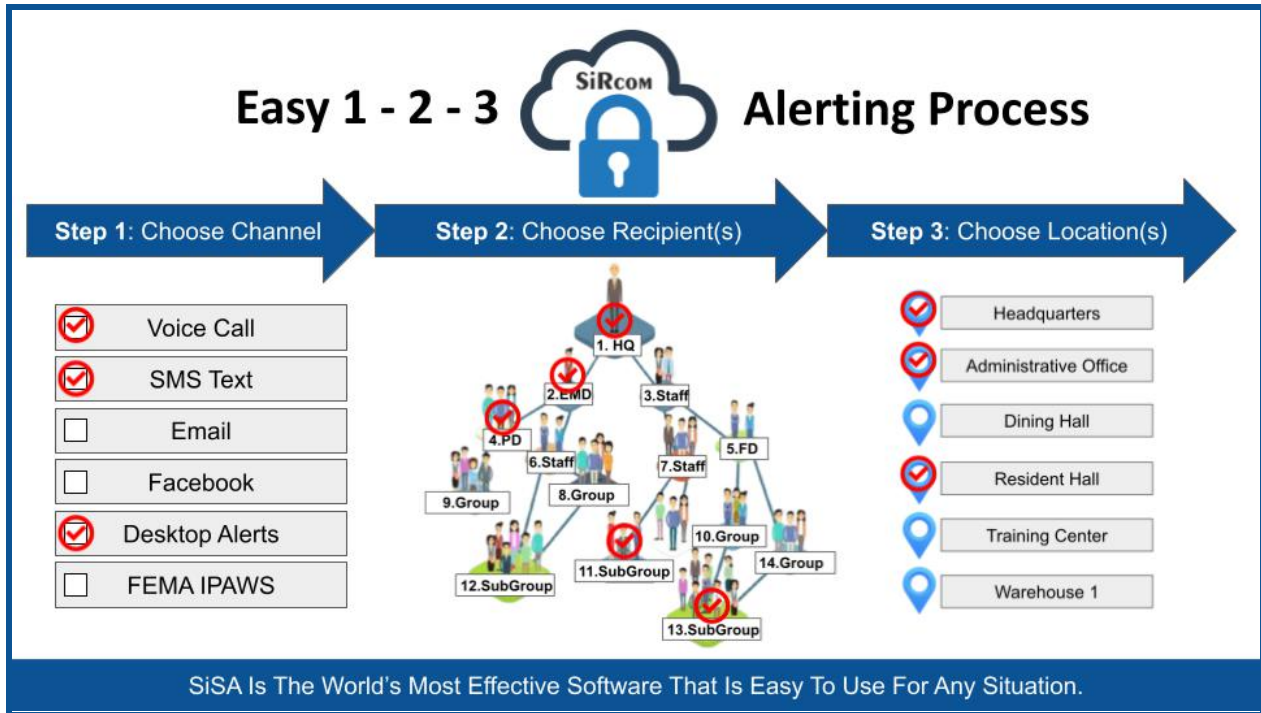 Easy 1 - 2 - 3
SiRcom
Alerting Process
Step 1: Choose Channel
Step 2: Choose Recipient(s)
Step 3: Choose Location(s)
Voice Call
SMS Text
Email
Facebook
Desktop Alerts
FEMA IPAWS
1. HQ
2.EMD
3.Staff
4.PD
5.FD
6.Staff
7.Staff
8.Group
9.Group
10.Group
11.SubGroup
14.Group
12.SubGroup
13.SubGroup
Headquarters
Administrative Office
Dining Hall
Resident Hall
Training Center
Warehouse 1
SiSA Is The World's Most Effective Software That Is Easy To Use For Any Situation.